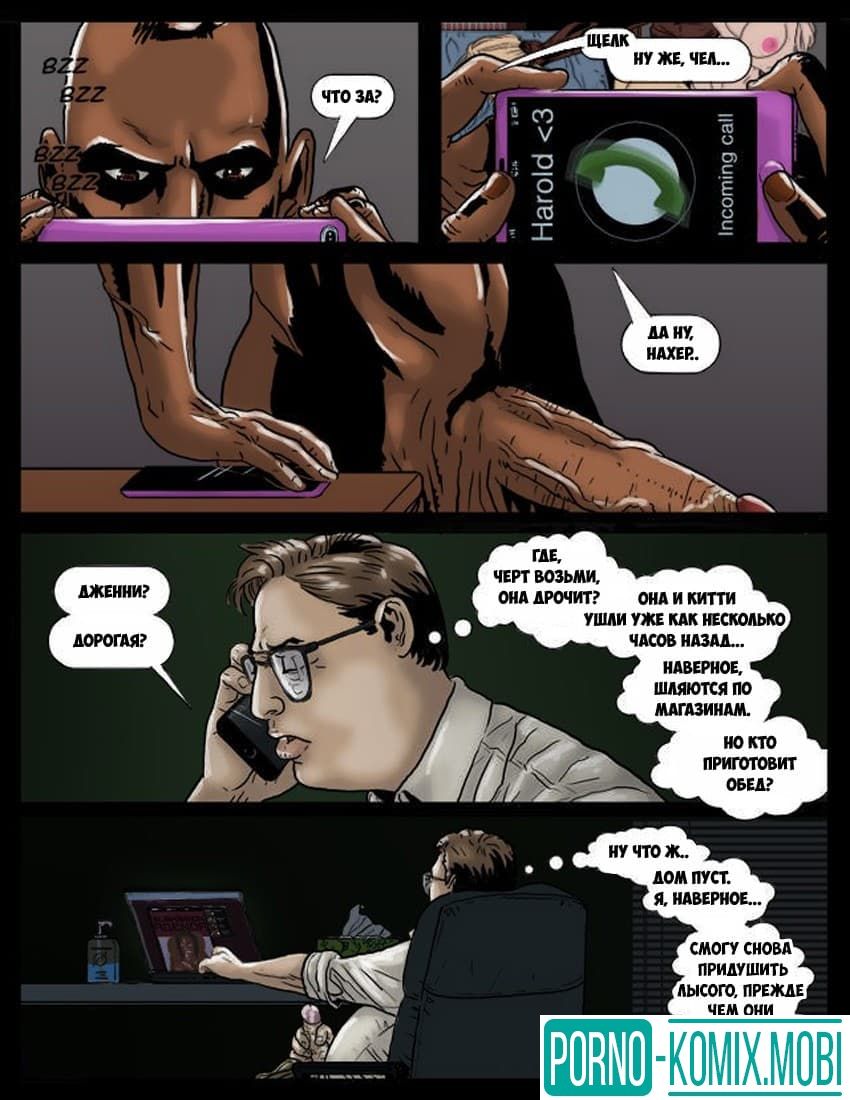 BZZ
BZZ
BZZ
BZZ
ЧТО ЗА?
ЩЕЛК
НУ ЖЕ, ЧЕЛ...
Harold <3
Incoming call
ДА НУ,
НАХЕР..
ДЖЕННИ?
ДОРОГАЯ?
ГДЕ,
ЧЕРТ ВОЗЬМИ,
ОНА ДРОЧИТ?
ОНА И КИТТИ
УШЛИ УЖЕ КАК НЕСКОЛЬКО
ЧАСОВ НАЗАД...
НАВЕРНОЕ,
ШЛЯЮТСЯ ПО
МАГАЗИНАМ.
НО КТО
ПРИГОТОВИТ
ОБЕД?
НУ ЧТО Ж..
ДОМ ПУСТ.
Я, НАВЕРНОЕ...
СМОГУ СНОВА
ПРИДУШИТЬ
ЛЫСОГО, ПРЕЖДЕ
ЧЕМ ОНИ
PORNO-KOMIX.MOBI